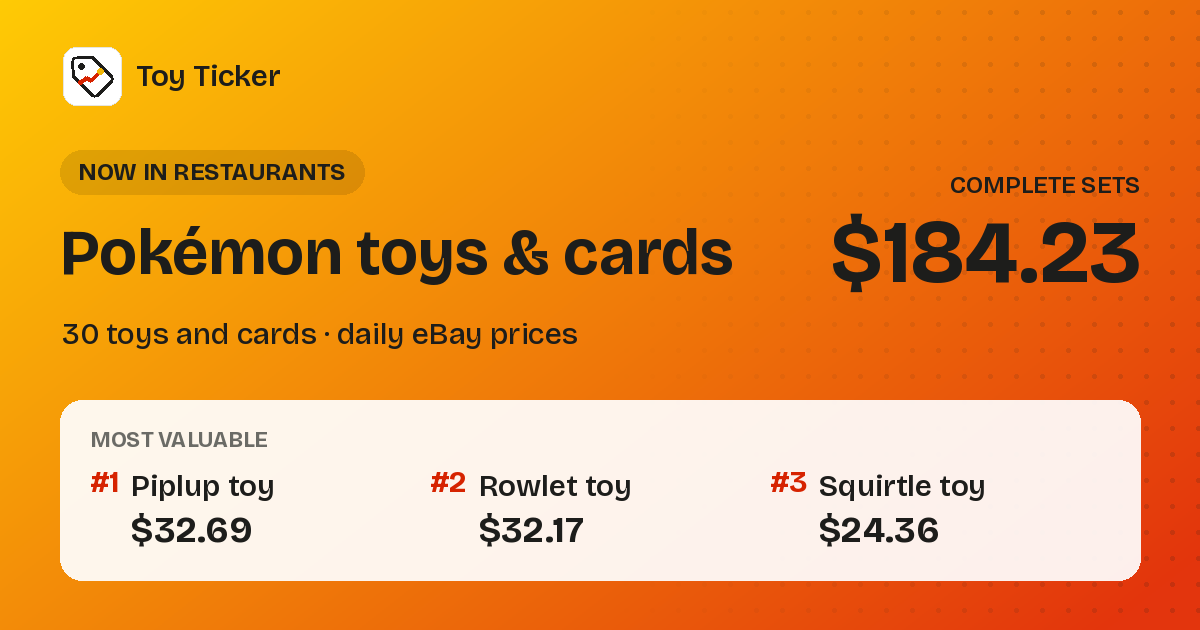 Toy Ticker
NOW IN RESTAURANTS
COMPLETE SETS
Pokémon toys & cards
$184.23
30 toys and cards · daily eBay prices
MOST VALUABLE
#1 Piplup toy
$32.69
#2 Rowlet toy
$32.17
#3 Squirtle toy
$24.36